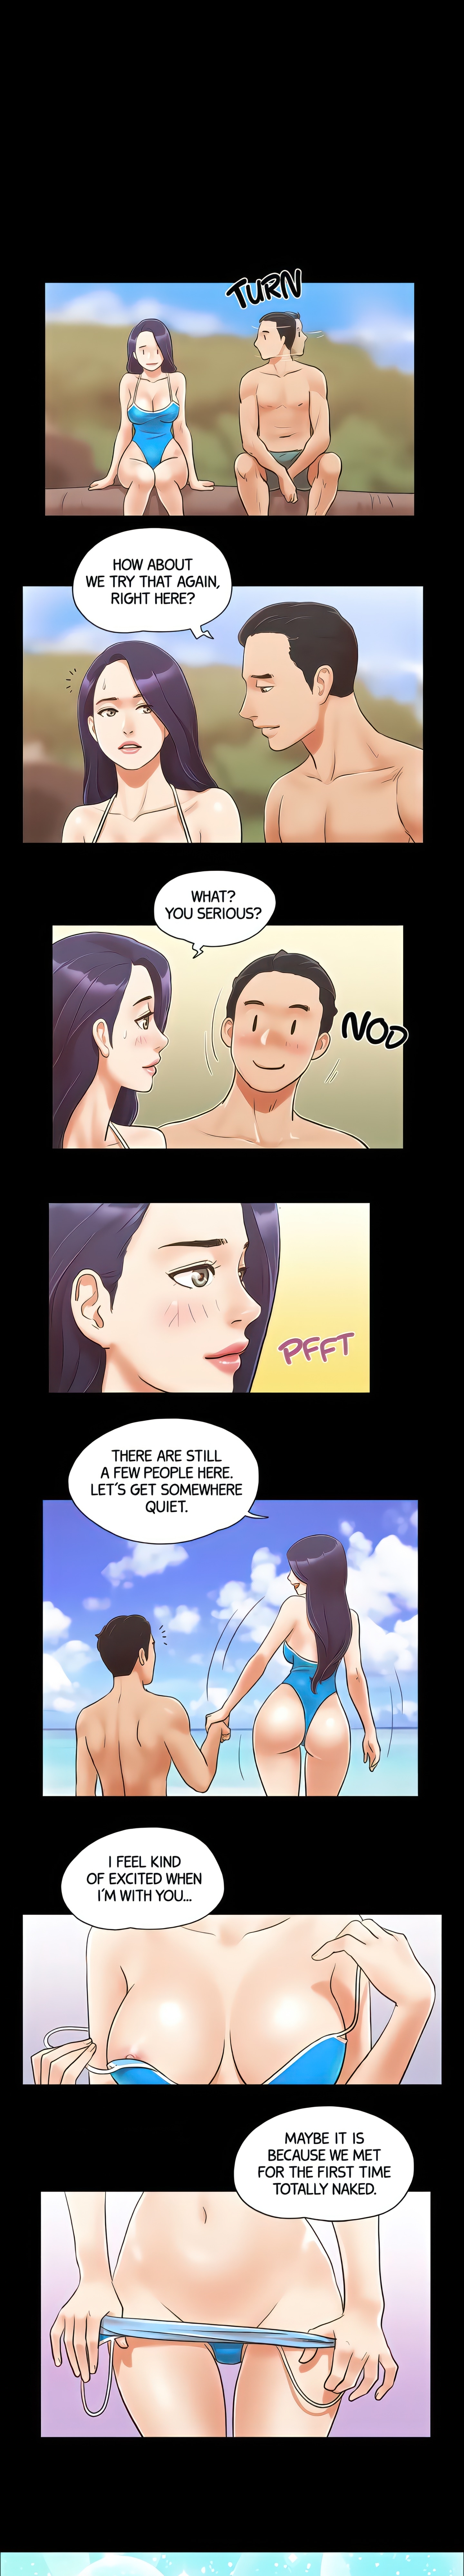 TURN
HOW ABOUT
WE TRY THAT AGAIN,
RIGHT HERE?
WHAT?
YOU SERIOUS?
NOD
PFFT
THERE ARE STILL
A FEW PEOPLE HERE.
LET'S GET SOMEWHERE
QUIET.
I FEEL KIND
OF EXCITED WHEN
I'M WITH YOU...
MAYBE IT IS
BECAUSE WE MET
FOR THE FIRST TIME
TOTALLY NAKED.